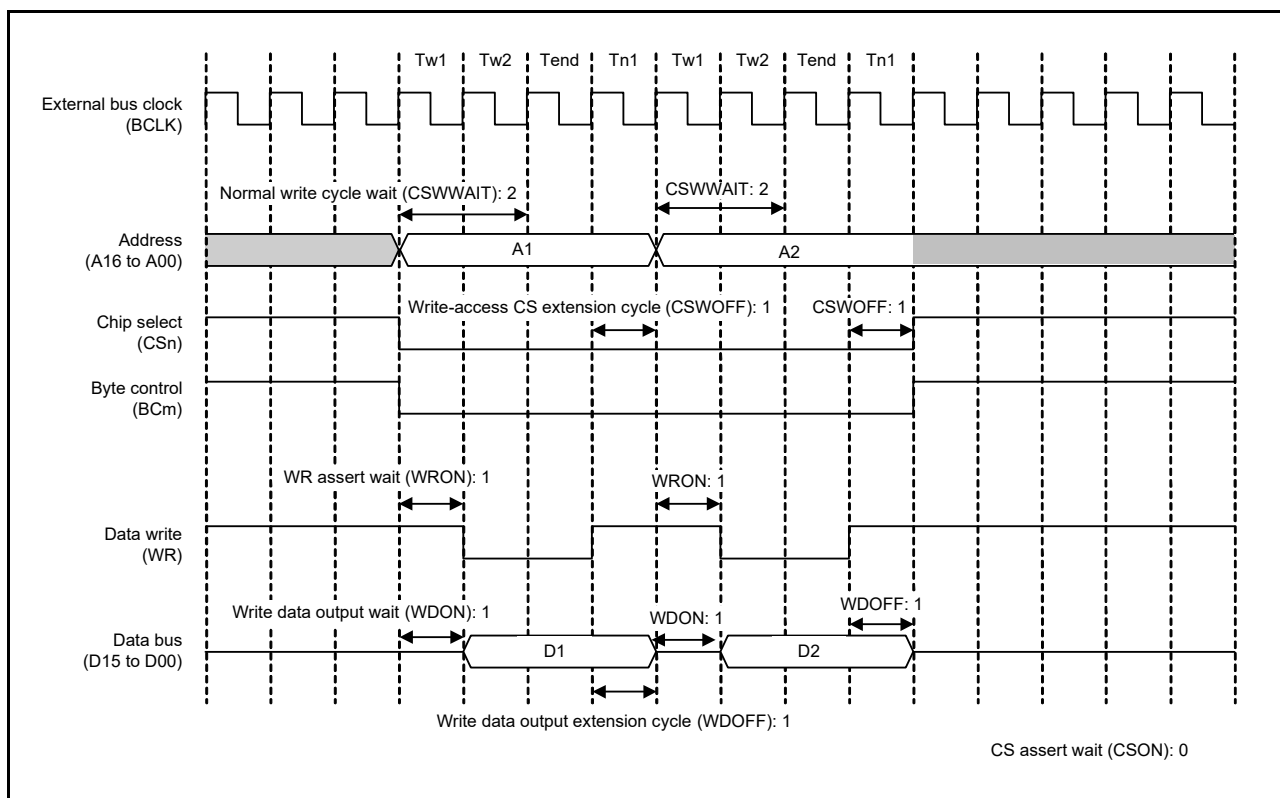 Tw1 Tw2 Tend Tn1 Tw1 Tw2 Tend Tn1
External bus clock
(BCLK)
Normal write cycle wait (CSWWAIT): 2
CSWWAIT: 2
Address
(A16 to A00)
A1
A2
Write-access CS extension cycle (CSWOFF): 1
CSWOFF: 1
Chip select
(CSn)
Byte control
(BCm)
WR assert wait (WRON): 1
WRON: 1
Data write
(WR)
Write data output wait (WDON): 1
WDON: 1
WDOFF: 1
Data bus
(D15 to D00)
D1
D2
Write data output extension cycle (WDOFF): 1
CS assert wait (CSON): 0